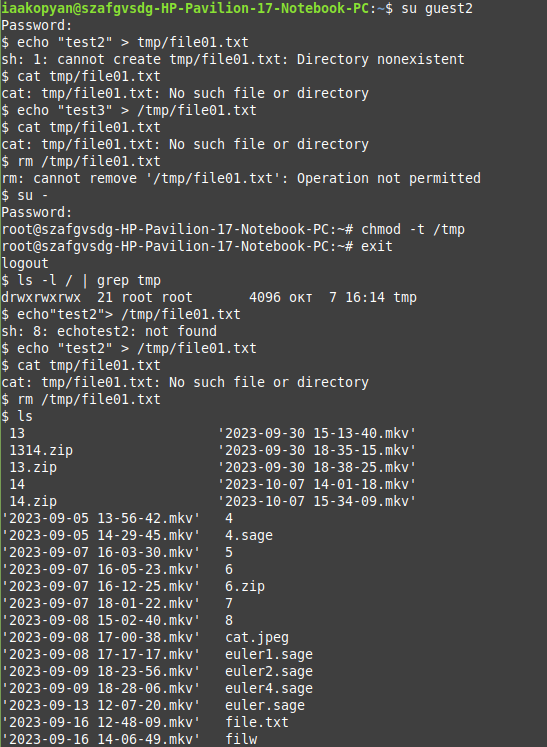 iaakopyan@szafgvsdg-HP-Pavilion-17-Notebook-PC:~$ su guest2
Password:
$ echo "test2" > tmp/file01.txt
sh: 1: cannot create tmp/file01.txt: Directory nonexistent
$ cat tmp/file01.txt
cat: tmp/file01.txt: No such file or directory
$ echo "test3" > /tmp/file01.txt
$ cat tmp/file01.txt
cat: tmp/file01.txt: No such file or directory
$ rm /tmp/file01.txt
rm: cannot remove '/tmp/file01.txt': Operation not permitted
$ su -
Password:
root@szafgvsdg-HP-Pavilion-17-Notebook-PC:~# chmod -t /tmp
root@szafgvsdg-HP-Pavilion-17-Notebook-PC:~# exit
logout
$ ls -l / | grep tmp
drwxrwxrwx  21 root root       4096 окт  7 16:14 tmp
$ echo"test2"> /tmp/file01.txt
sh: 8: echotest2: not found
$ echo "test2" > /tmp/file01.txt
$ cat tmp/file01.txt
cat: tmp/file01.txt: No such file or directory
$ rm /tmp/file01.txt
$ ls
 13                        '2023-09-30 15-13-40.mkv'
 1314.zip                  '2023-09-30 18-35-15.mkv'
 13.zip                    '2023-09-30 18-38-25.mkv'
 14                        '2023-10-07 14-01-18.mkv'
 14.zip                    '2023-10-07 15-34-09.mkv'
'2023-09-05 13-56-42.mkv'   4
'2023-09-05 14-29-45.mkv'   4.sage
'2023-09-07 16-03-30.mkv'   5
'2023-09-07 16-05-23.mkv'   6
'2023-09-07 16-12-25.mkv'   6.zip
'2023-09-07 18-01-22.mkv'   7
'2023-09-08 15-02-40.mkv'   8
'2023-09-08 17-00-38.mkv'   cat.jpeg
'2023-09-08 17-17-17.mkv'   euler1.sage
'2023-09-09 18-23-56.mkv'   euler2.sage
'2023-09-09 18-28-06.mkv'   euler4.sage
'2023-09-13 12-07-20.mkv'   euler.sage
'2023-09-16 12-48-09.mkv'   file.txt
'2023-09-16 14-06-49.mkv'   filw